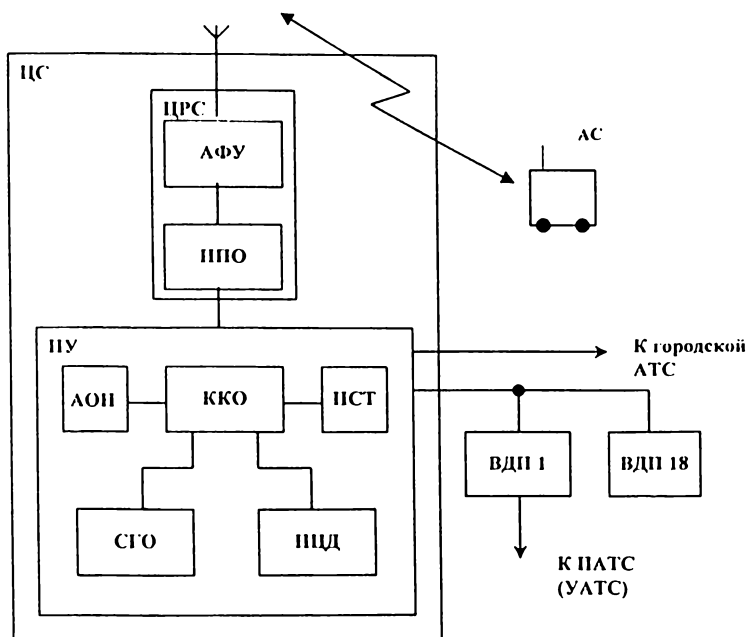 ЦС
ЦРС
АФУ
АС
ППО
ПУ
К городской
АТС
АОН
ККО
ПСТ
ВДП 1
ВДП 18
СГО
ПЦД
К ПАТС
(УАТС)